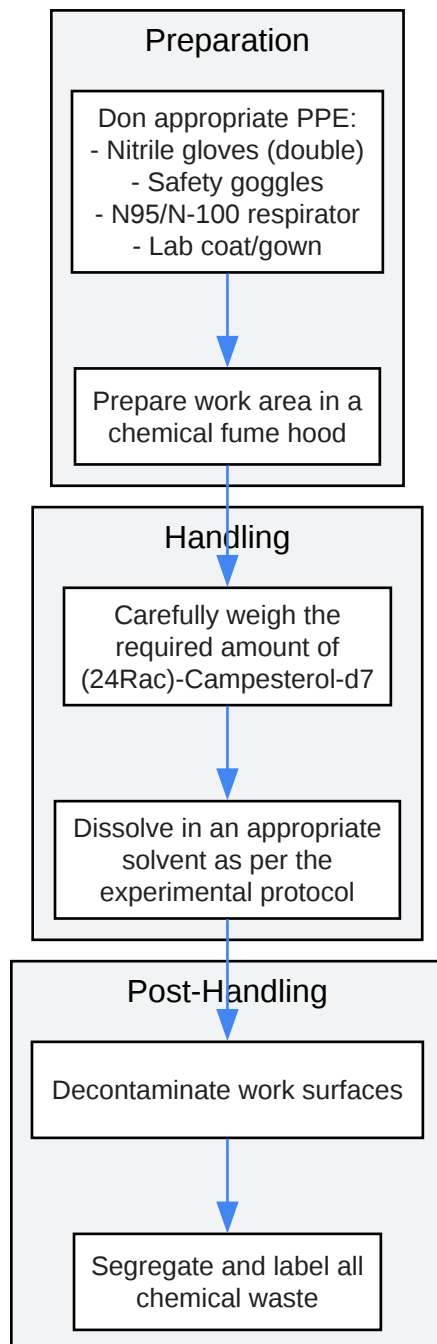 Preparation
Don appropriate PPE:
- Nitrile gloves (double)
- Safety goggles
- N95/N-100 respirator
- Lab coat/gown
Prepare work area in a
chemical fume hood
Handling
Carefully weigh the
required amount of
(24Rac)-Campesterol-d7
Dissolve in an appropriate
solvent as per the
experimental protocol
Post-Handling
Decontaminate work surfaces
Segregate and label all
chemical waste